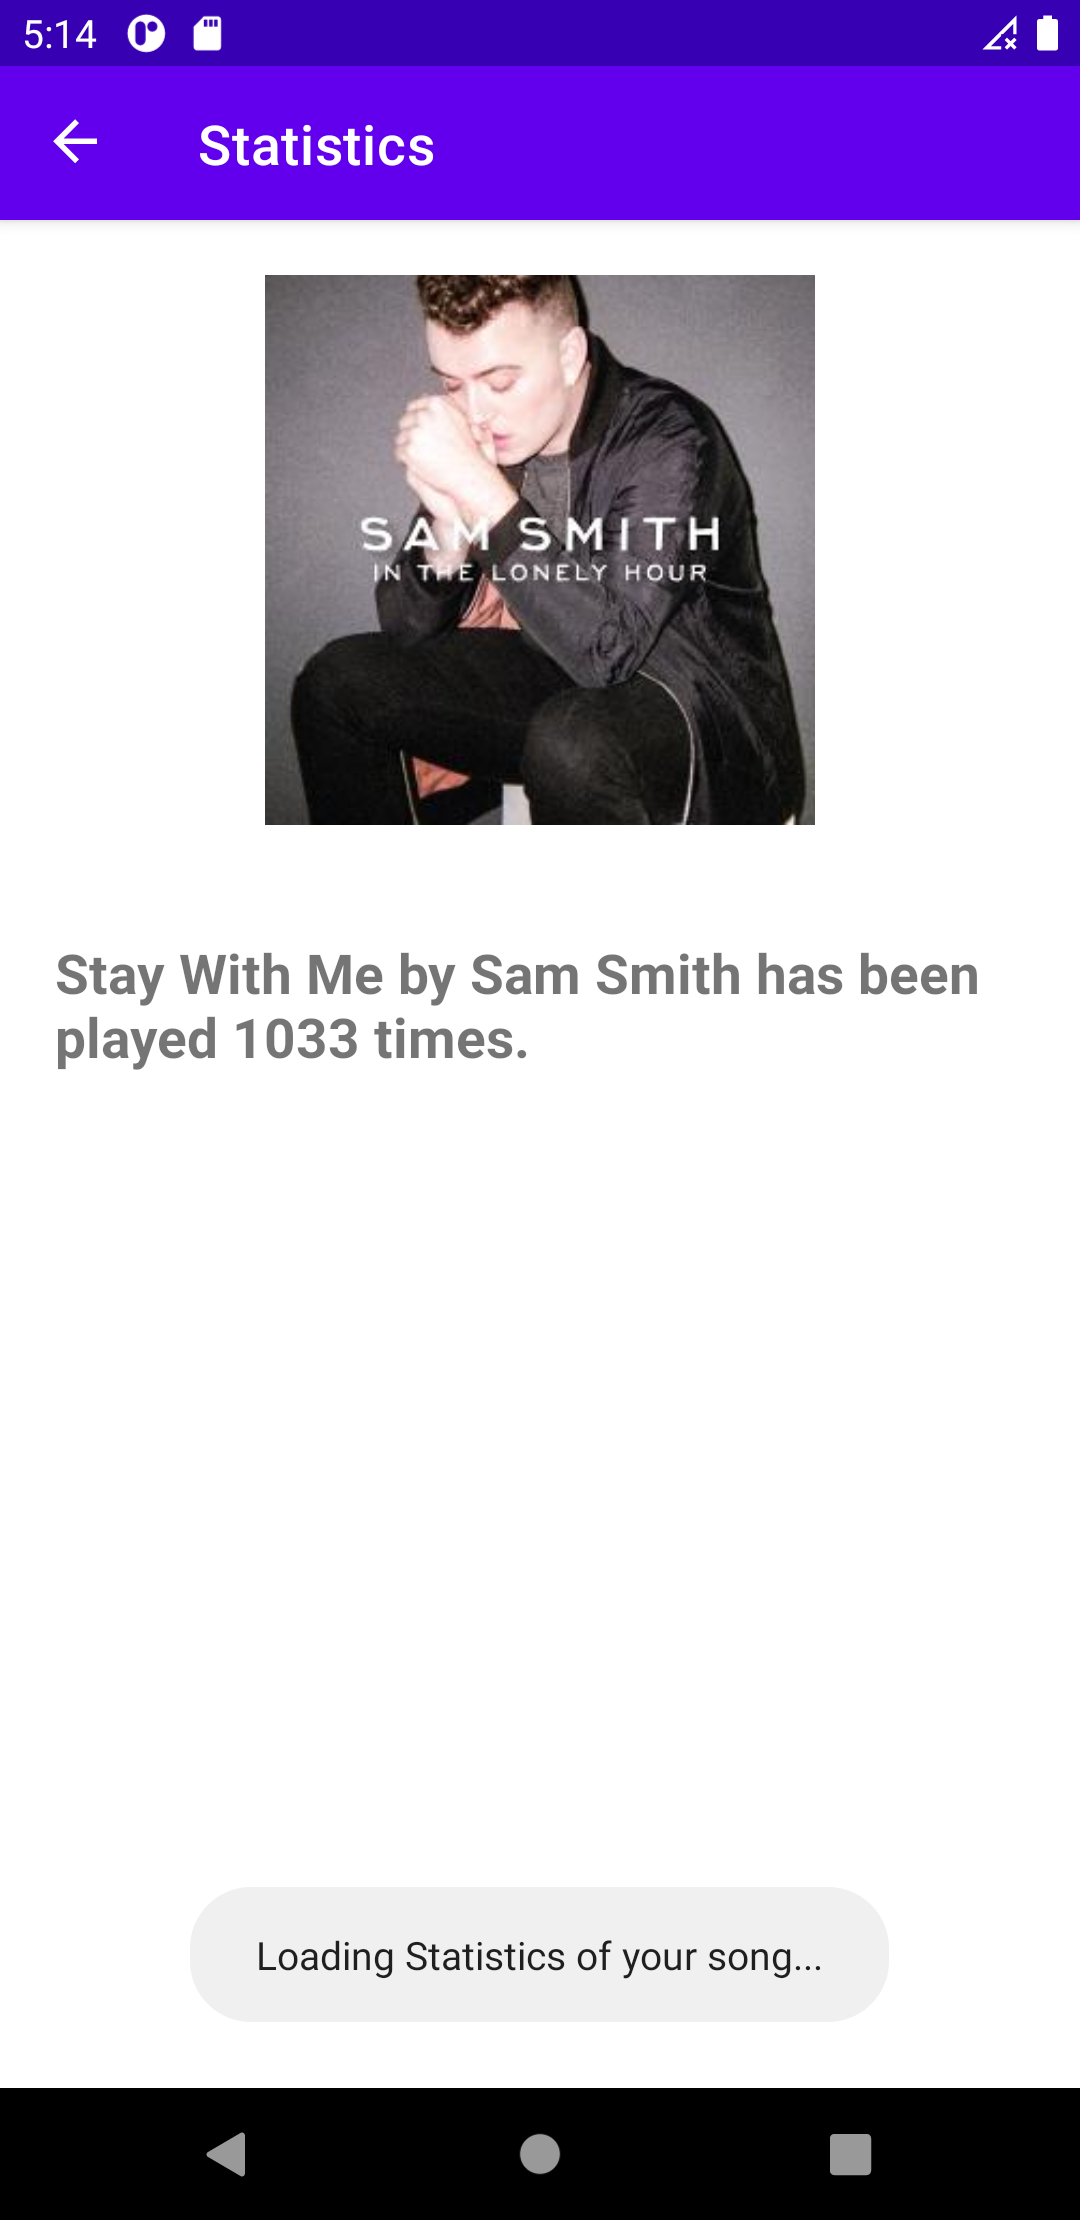 5:14
Statistics
SAM SMITH
IN THE LONELY HOUR
Stay With Me by Sam Smith has been
played 1033 times.
Loading Statistics of your song...